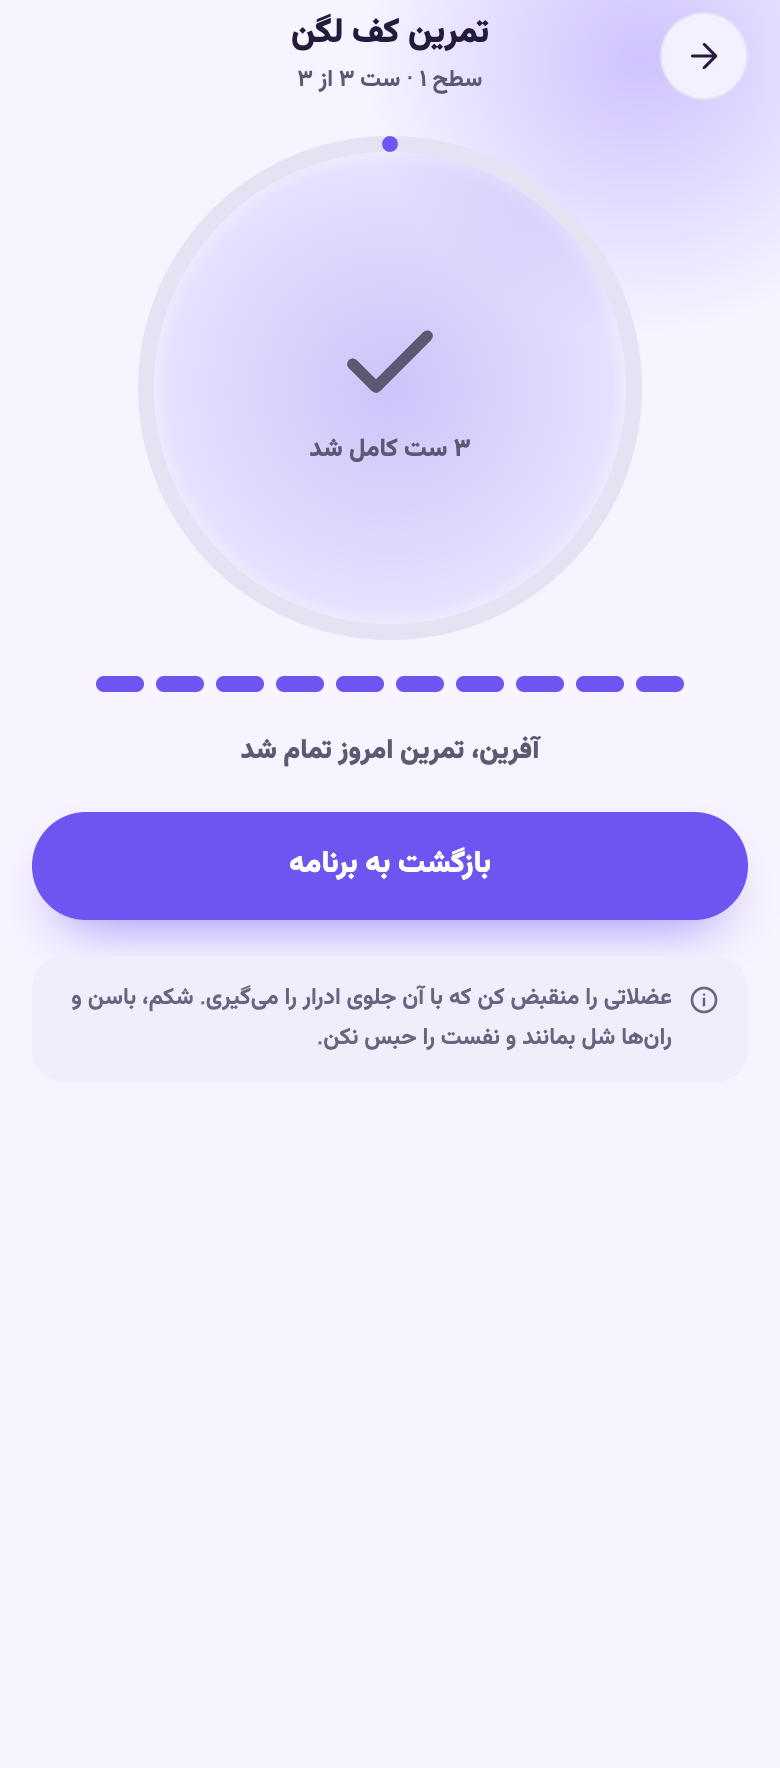 تمرین کف لگن
سطح ۱ · ست ۳ از ۳
۳ ست کامل شد
آفرین، تمرین امروز تمام شد
بازگشت به برنامه
عضلاتی را منقبض کن که با آن جلوی ادرار را می‌گیری. شکم، باسن و
ران‌ها شل بمانند و نفست را حبس نکن.